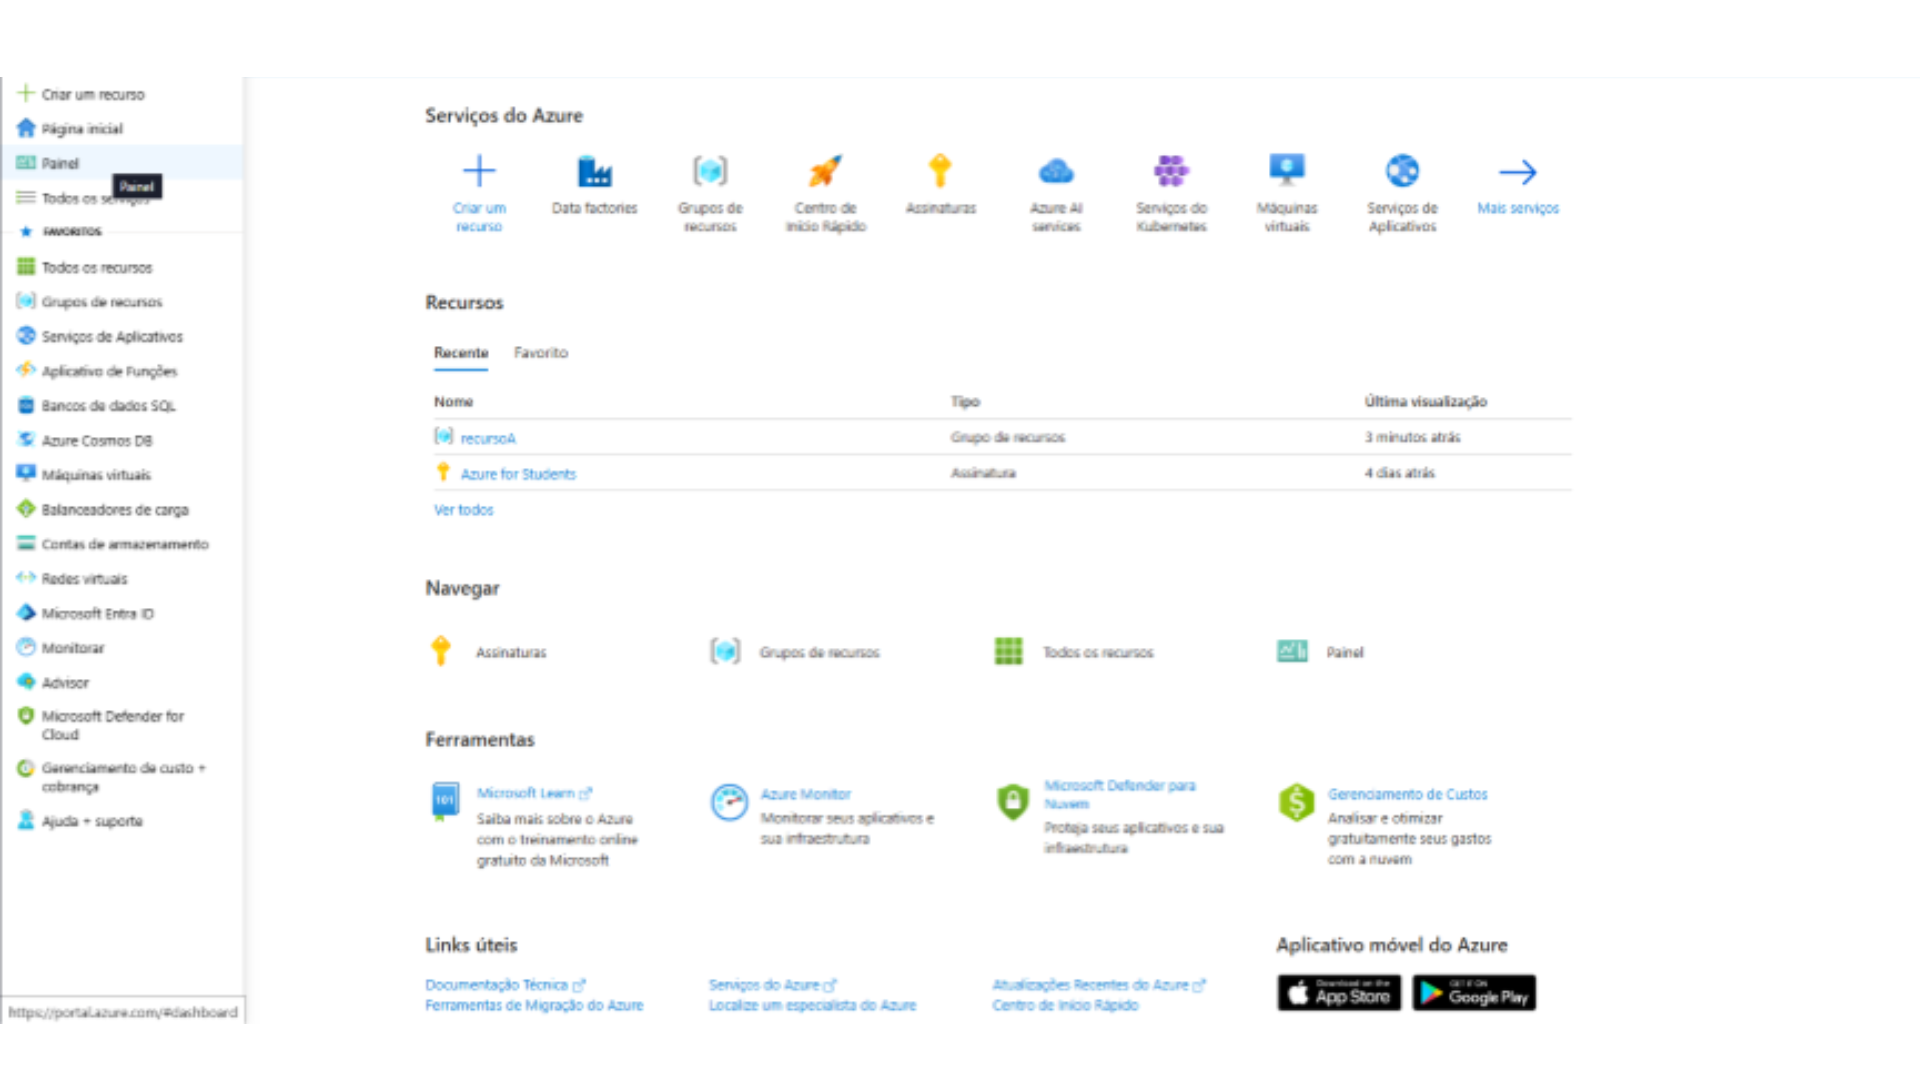 Criar um recurso
Página inicial
Painel
Painel
Todos os serviços
FAVORITOS
Todos os recursos
Grupos de recursos
Serviços de Aplicativos
Aplicativo de Funções
Bancos de dados SQL
Azure Cosmos DB
Máquinas virtuais
Balanceadores de carga
Contas de armazenamento
Redes virtuais
Microsoft Entra ID
Monitorar
Advisor
Microsoft Defender for
Cloud
Gerenciamento de custo +
cobrança
Ajuda + suporte
https://portal.azure.com/#dashboard
Serviços do Azure
Criar um
recurso
Data factories
Grupos de
recursos
Centro de
Início Rápido
Assinaturas
Azure AI
services
Serviços do
Kubernetes
Máquinas
virtuais
Serviços de
Aplicativos
Mais serviços
Recursos
Recente Favorito
Nome Tipo Última visualização
recursoA Grupo de recursos 3 minutos atrás
Azure for Students Assinatura 4 dias atrás
Ver todos
Navegar
Assinaturas Grupos de recursos Todos os recursos Painel
Ferramentas
101
Microsoft Learn
Saiba mais sobre o Azure
com o treinamento online
gratuito da Microsoft
Azure Monitor
Monitorar seus aplicativos e
sua infraestrutura
Microsoft Defender para
Nuvem
Proteja seus aplicativos e sua
infraestrutura
Gerenciamento de Custos
Analisar e otimizar
gratuitamente seus gastos
com a nuvem
Links úteis
Documentação Técnica
Ferramentas de Migração do Azure
Serviços do Azure
Localize um especialista do Azure
Atualizações Recentes do Azure
Centro de Início Rápido
Aplicativo móvel do Azure
Download on the
App Store
GET IT ON
Google Play